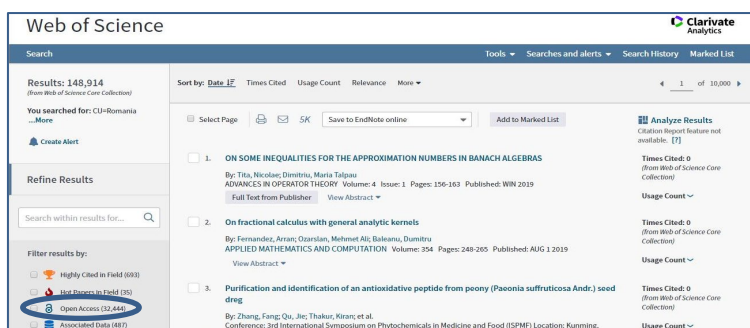 Web of Science
Clarivate
Analytics
Search
Tools
Searches and alerts
Search History
Marked List
Results: 148,914
(from Web of Science Core Collection)
You searched for: CU=Romania
...More
Create Alert
Refine Results
Search within results for...
Filter results by:
Highly Cited in Field (693)
Hot Papers in Field (35)
Open Access (32,444)
Associated Data (487)
Sort by: Date Times Cited Usage Count Relevance More
1 of 10,000
Select Page
5K
Save to EndNote online
Add to Marked List
1. ON SOME INEQUALITIES FOR THE APPROXIMATION NUMBERS IN BANACH ALGEBRAS
By: Tita, Nicolae; Dimitriu, Maria Talpau
ADVANCES IN OPERATOR THEORY Volume: 4 Issue: 1 Pages: 156-163 Published: WIN 2019
Full Text from Publisher View Abstract
2. On fractional calculus with general analytic kernels
By: Fernandez, Arran; Ozarslan, Mehmet Ali; Baleanu, Dumitru
APPLIED MATHEMATICS AND COMPUTATION Volume: 354 Pages: 248-265 Published: AUG 1 2019
View Abstract
3. Purification and identification of an antioxidative peptide from peony (Paeonia suffruticosa Andr.) seed
dreg
By: Zhang, Fang; Qu, Jie; Thakur, Kiran; et al.
Conference: 3rd International Symposium on Phytochemicals in Medicine and Food (ISPMF) Location: Kunming,
Analyze Results
Citation Report feature not
available. [?]
Times Cited: 0
(from Web of Science Core
Collection)
Usage Count
Times Cited: 0
(from Web of Science Core
Collection)
Usage Count
Times Cited: 0
(from Web of Science Core
Collection)
Usage Count